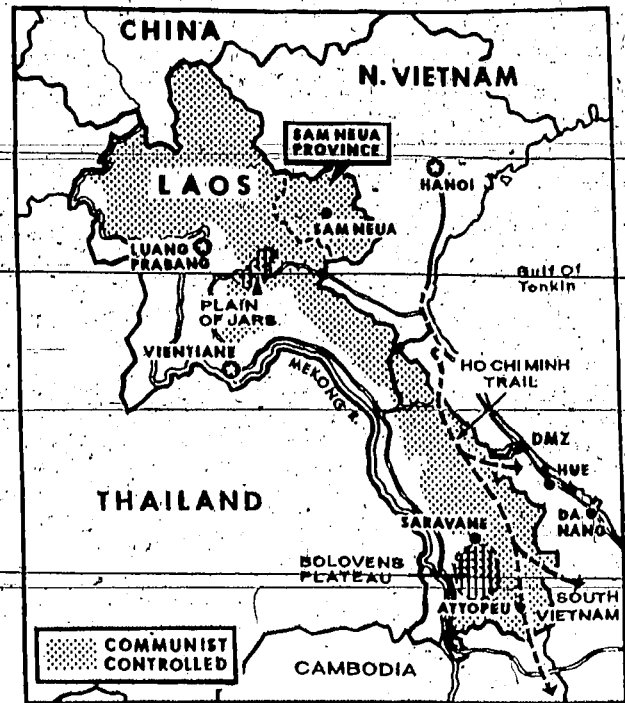 CHINA
N. VIETNAM
SAM NEUA
PROVINCE
LAOS
HANOI
SAM NEUA
LUANG
PRABANG
Gulf Of
Tonkin
PLAIN
OF JARS
VIENTIANE
MEKONG R.
HO CHI MINH
TRAIL
DMZ
HUE
DA
NANG
THAILAND
SARAVANE
BOLOVENS
PLATEAU
ATTOPEU
SOUTH
VIETNAM
COMMUNIST
CONTROLLED
CAMBODIA